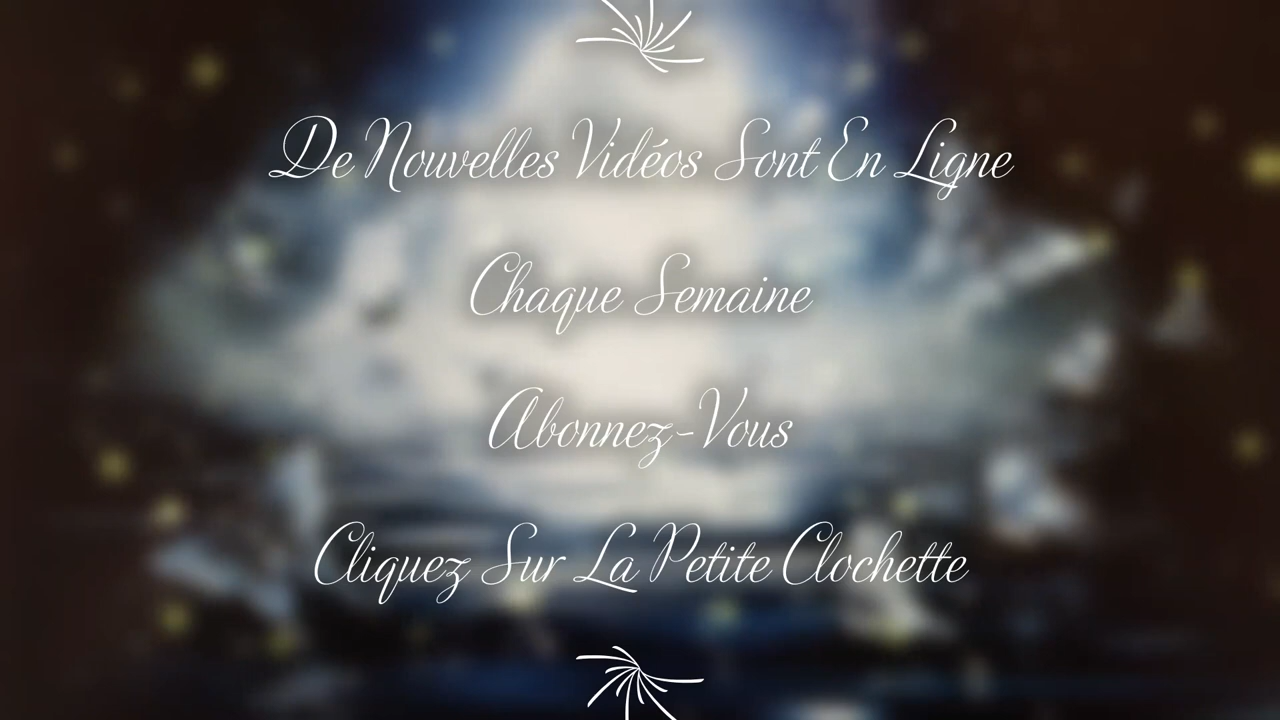 De Nouvelles Vidéos Sont En Ligne
Chaque Semaine
Abonnez-Vous
Cliquez Sur La Petite Clochette